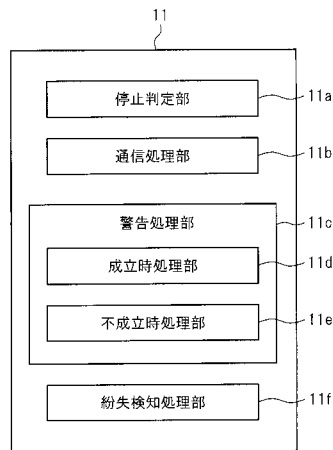 11
停止判定部 11a
通信処理部 11b
警告処理部 11c
成立時処理部 11d
不成立時処理部 11e
紛失検知処理部 11f